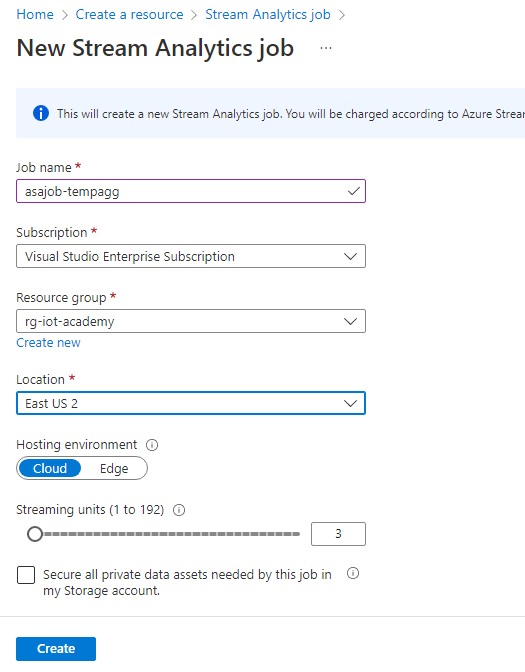 Home > Create a resource > Stream Analytics job >
New Stream Analytics job ...
This will create a new Stream Analytics job. You will be charged according to Azure Strea
Job name *
asajob-tempagg
Subscription *
Visual Studio Enterprise Subscription
Resource group *
rg-iot-academy
Create new
Location *
East US 2
Hosting environment
Cloud Edge
Streaming units (1 to 192)
3
Secure all private data assets needed by this job in
my Storage account.
Create